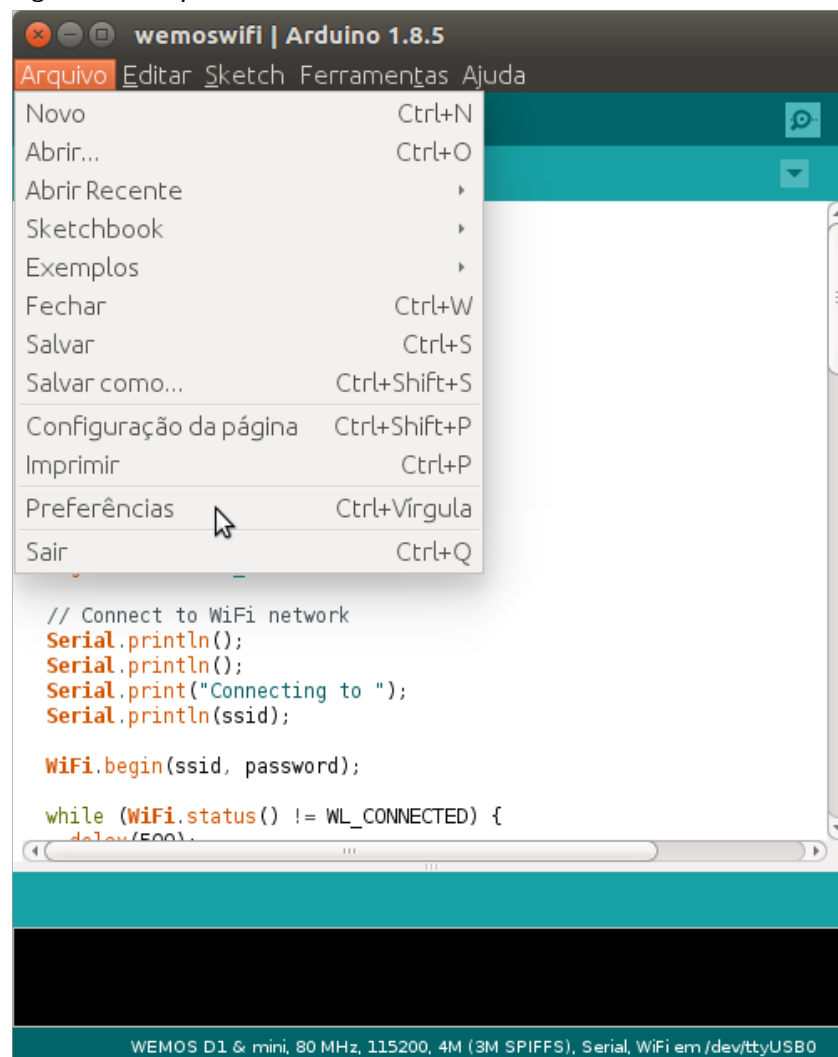 wemoswifi | Arduino 1.8.5
Arquivo Editar Sketch Ferramentas Ajuda
Novo Ctrl+N
Abrir... Ctrl+O
Abrir Recente
Sketchbook
Exemplos
Fechar Ctrl+W
Salvar Ctrl+S
Salvar como... Ctrl+Shift+S
Configuração da página Ctrl+Shift+P
Imprimir Ctrl+P
Preferências Ctrl+Vírgula
Sair Ctrl+Q
// Connect to WiFi network
Serial.println();
Serial.println();
Serial.print("Connecting to ");
Serial.println(ssid);
WiFi.begin(ssid, password);
while (WiFi.status() != WL_CONNECTED) {
delay(500);
WEMOS D1 & mini, 80 MHz, 115200, 4M (3M SPIFFS), Serial, WiFi em /dev/ttyUSB0